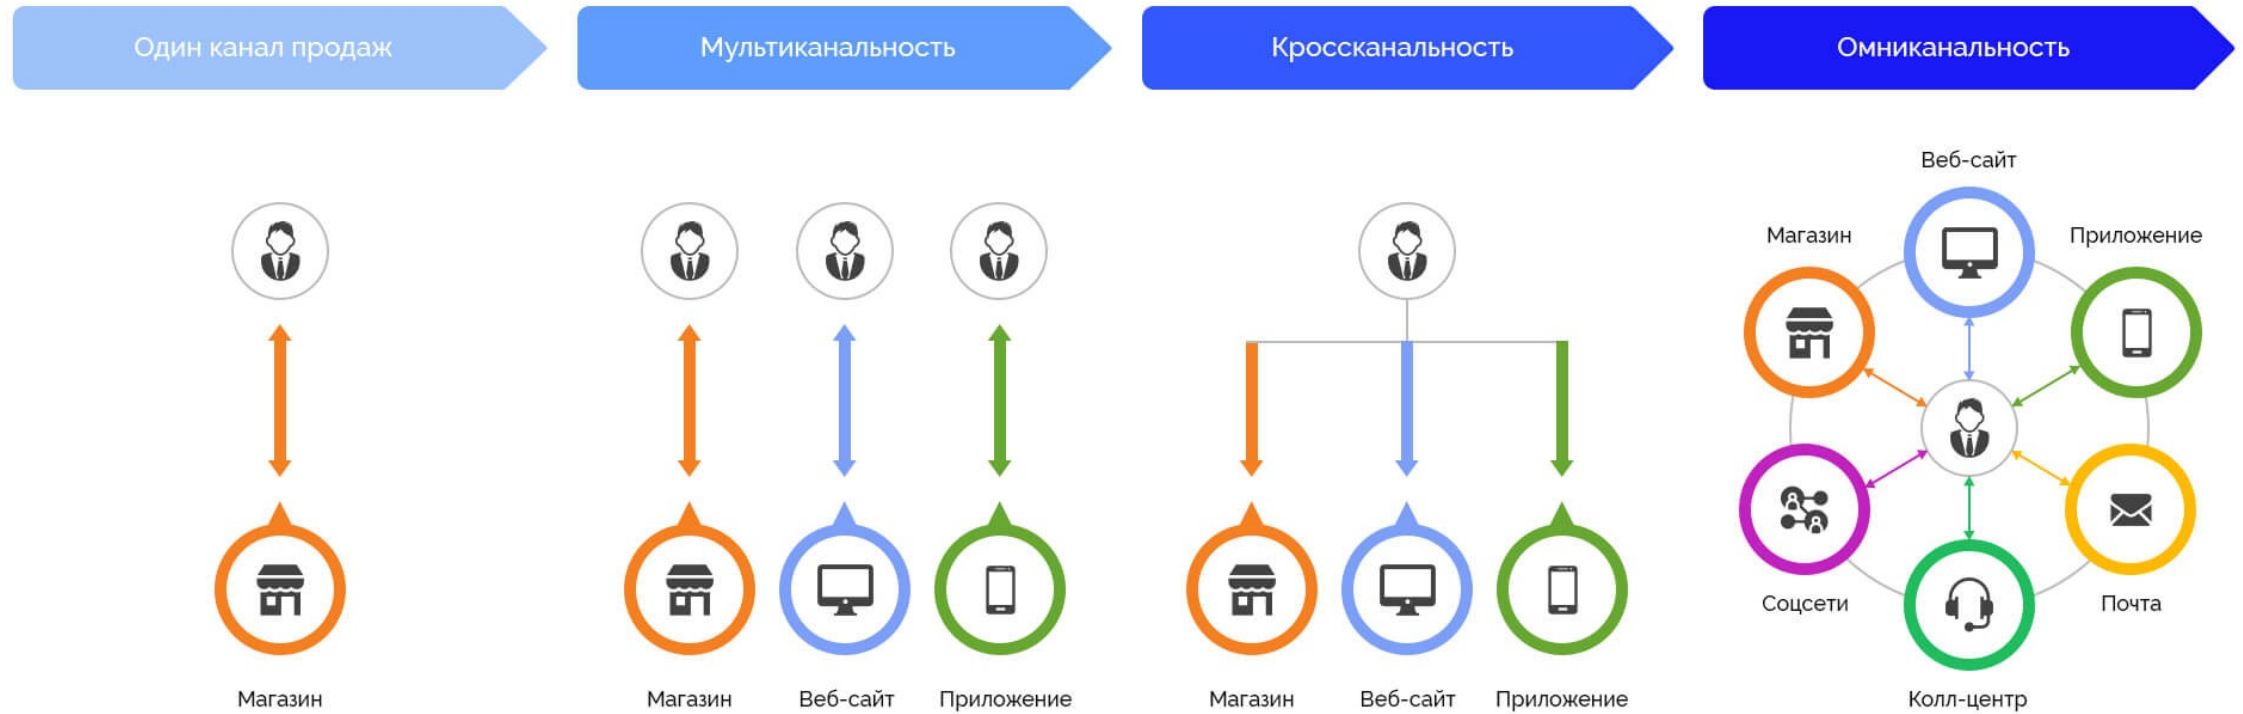 Один канал продаж
Мультиканальность
Кроссканальность
Омниканальность
Магазин
Магазин
Веб-сайт
Приложение
Магазин
Веб-сайт
Приложение
Веб-сайт
Магазин
Приложение
Соцсети
Почта
Колл-центр